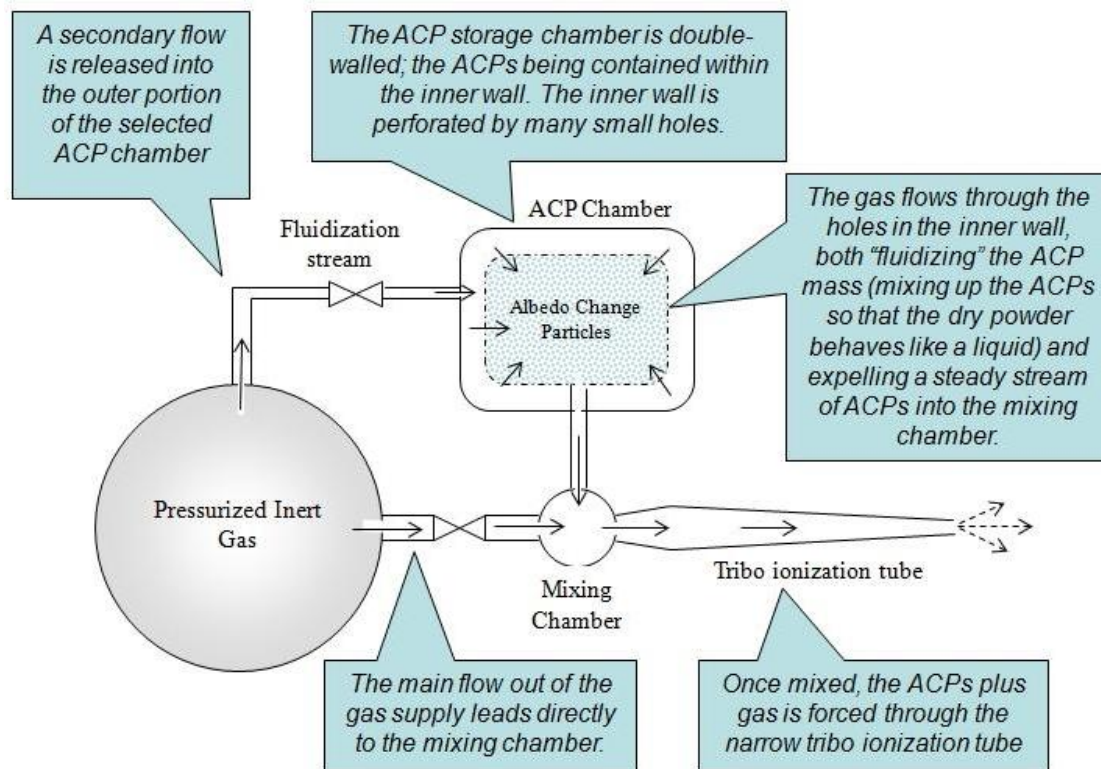 A secondary flow
is released into
the outer portion
of the selected
ACP chamber
The ACP storage chamber is double-
walled; the ACPs being contained within
the inner wall. The inner wall is
perforated by many small holes.
ACP Chamber
The gas flows through the
holes in the inner wall,
both “fluidizing” the ACP
mass (mixing up the ACPs
so that the dry powder
behaves like a liquid) and
expelling a steady stream
of ACPs into the mixing
chamber.
Fluidization
stream
Albedo Change
Particles
Pressurized Inert
Gas
Mixing
Chamber
Tribo ionization tube
The main flow out of the
gas supply leads directly
to the mixing chamber.
Once mixed, the ACPs plus
gas is forced through the
narrow tribo ionization tube